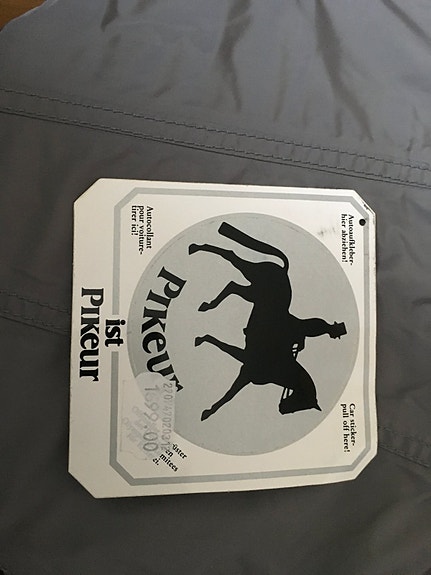 Autoaufkleber-
hier abziehen!
Car sticker-
pull off here!
Autocollant
pour voiture-
tirer ici!
Pikeur
1699.00
ist
Pikeur